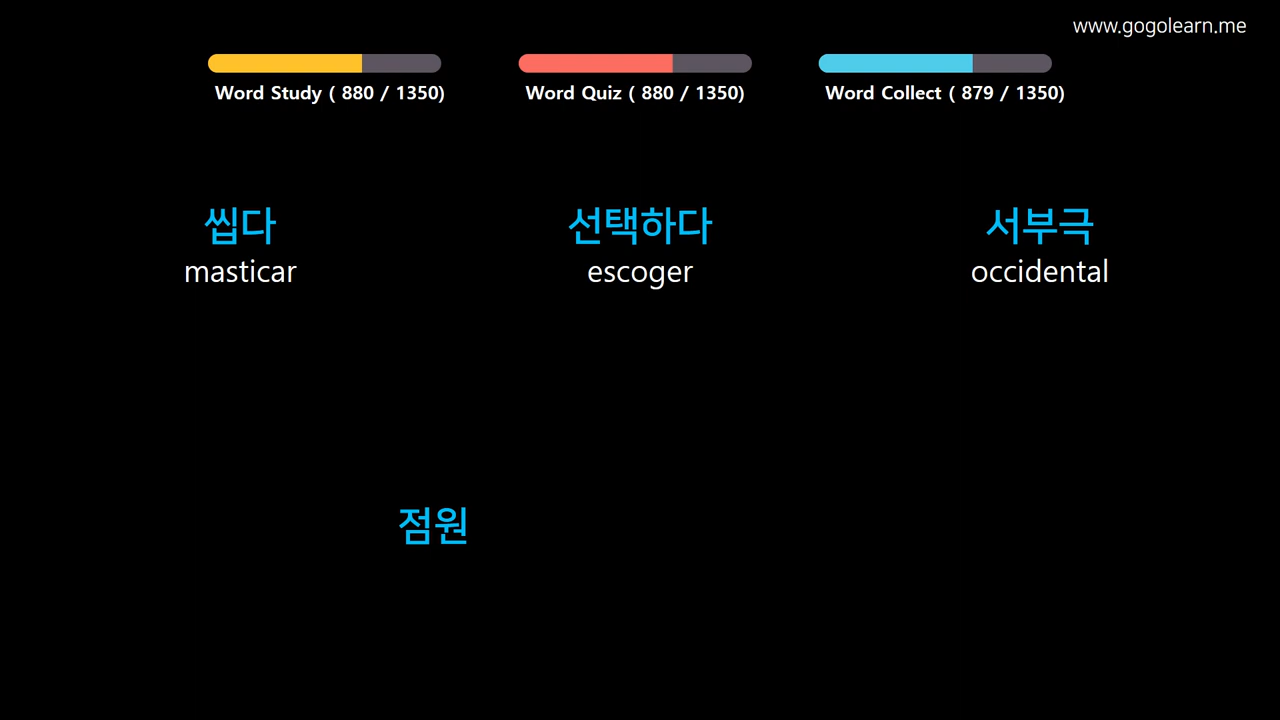 www.gogolearn.me
Word Study ( 880 / 1350)
Word Quiz ( 880 / 1350)
Word Collect ( 879 / 1350)
씹다
선택하다
서부극
masticar
escoger
occidental
점원